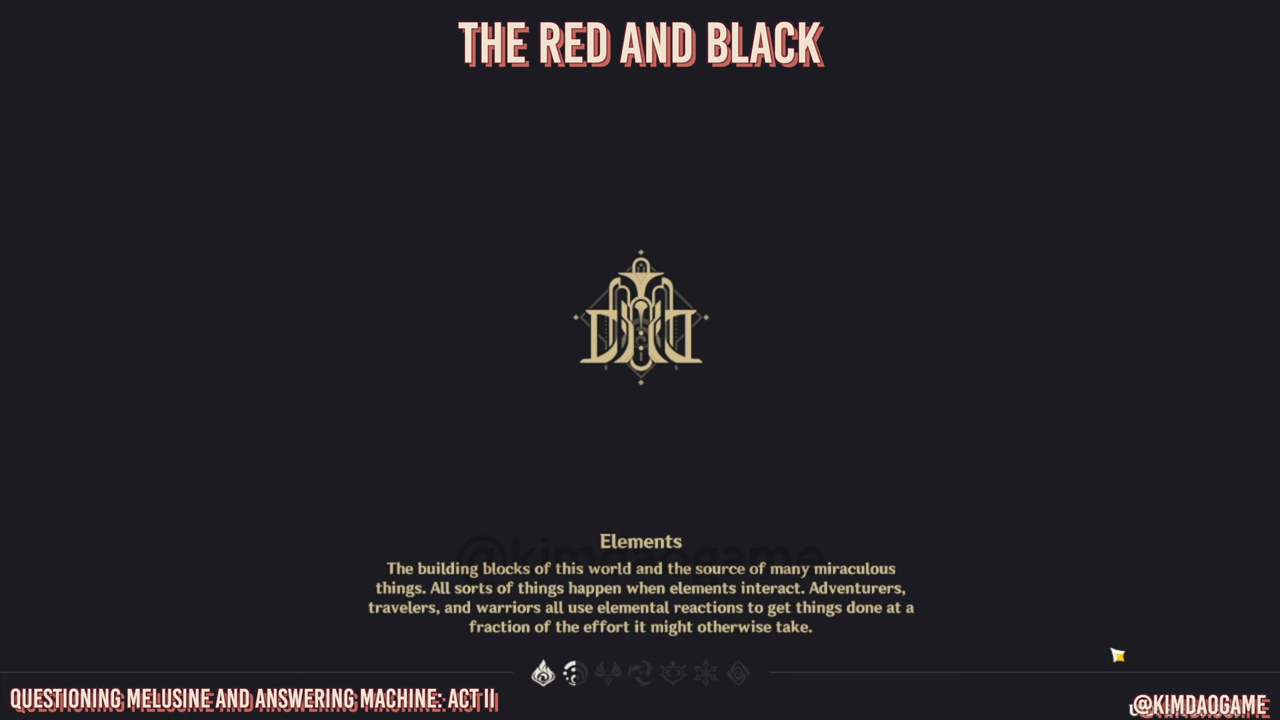 THE RED AND BLACK
@kimdaogame
Elements
The building blocks of this world and the source of many miraculous
things. All sorts of things happen when elements interact. Adventurers,
travelers, and warriors all use elemental reactions to get things done at a
fraction of the effort it might otherwise take.
QUESTIONING MELUSINE AND ANSWERING MACHINE: ACT II
@KIMDAOGAME